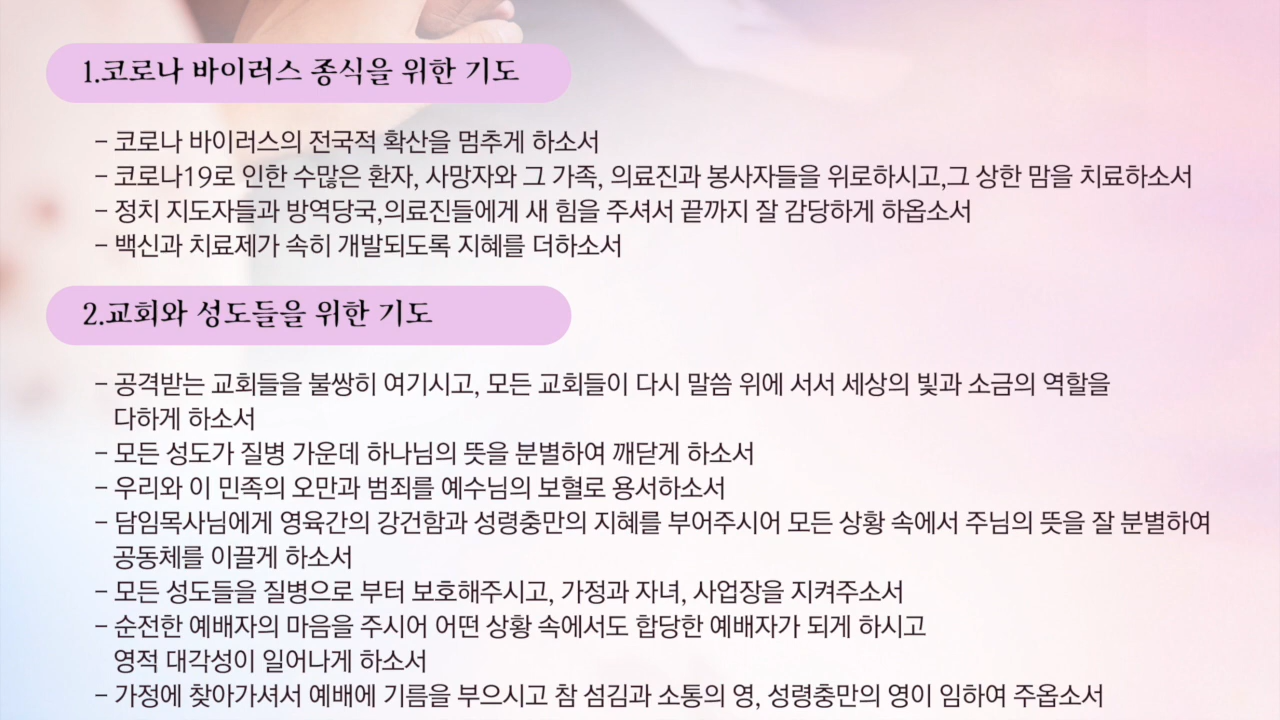 1.코로나 바이러스 종식을 위한 기도
- 코로나 바이러스의 전국적 확산을 멈추게 하소서
- 코로나19로 인한 수많은 환자, 사망자와 그 가족, 의료진과 봉사자들을 위로하시고,그 상한 맘을 치료하소서
- 정치 지도자들과 방역당국,의료진들에게 새 힘을 주셔서 끝까지 잘 감당하게 하옵소서
- 백신과 치료제가 속히 개발되도록 지혜를 더하소서
2.교회와 성도들을 위한 기도
- 공격받는 교회들을 불쌍히 여기시고, 모든 교회들이 다시 말씀 위에 서서 세상의 빛과 소금의 역할을
다하게 하소서
- 모든 성도가 질병 가운데 하나님의 뜻을 분별하여 깨닫게 하소서
- 우리와 이 민족의 오만과 범죄를 예수님의 보혈로 용서하소서
- 담임목사님에게 영육간의 강건함과 성령충만의 지혜를 부어주시어 모든 상황 속에서 주님의 뜻을 잘 분별하여
공동체를 이끌게 하소서
- 모든 성도들을 질병으로 부터 보호해주시고, 가정과 자녀, 사업장을 지켜주소서
- 순전한 예배자의 마음을 주시어 어떤 상황 속에서도 합당한 예배자가 되게 하시고
영적 대각성이 일어나게 하소서
- 가정에 찾아가셔서 예배에 기름을 부으시고 참 섬김과 소통의 영, 성령충만의 영이 임하여 주옵소서